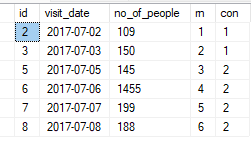 id visit_date no_of_people rn con
2 2017-07-02 109 1 1
3 2017-07-03 150 2 1
5 2017-07-05 145 3 2
6 2017-07-06 1455 4 2
7 2017-07-07 199 5 2
8 2017-07-08 188 6 2